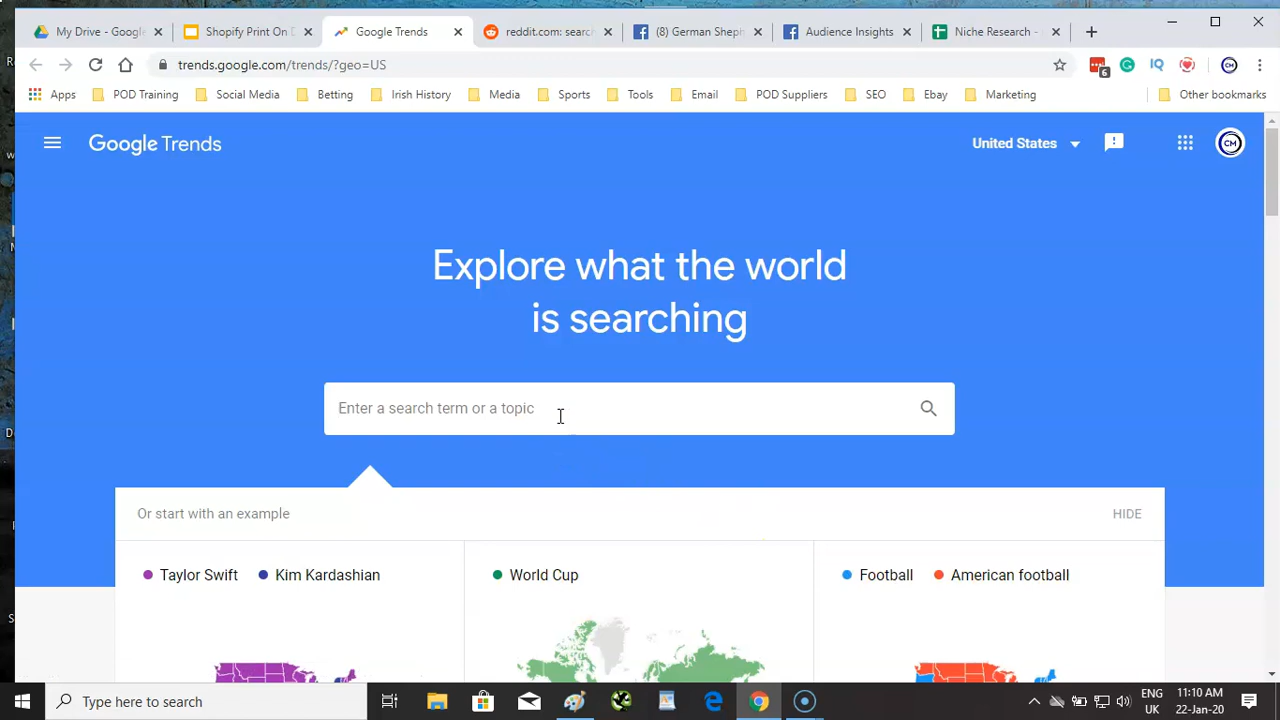 My Drive - Google
Shopify Print On D
Google Trends
reddit.com: searc
(8) German Sheph
Audience Insights
Niche Research -
trends.google.com/trends/?geo=US
6
CM
Apps
POD Training
Social Media
Betting
Irish History
Media
Sports
Tools
Email
POD Suppliers
SEO
Ebay
Marketing
Other bookmarks
Google Trends
United States
CM
Explore what the world
is searching
Enter a search term or a topic
Or start with an example
HIDE
Taylor Swift
Kim Kardashian
World Cup
Football
American football
Type here to search
ENG
UK
11:10 AM
22-Jan-20